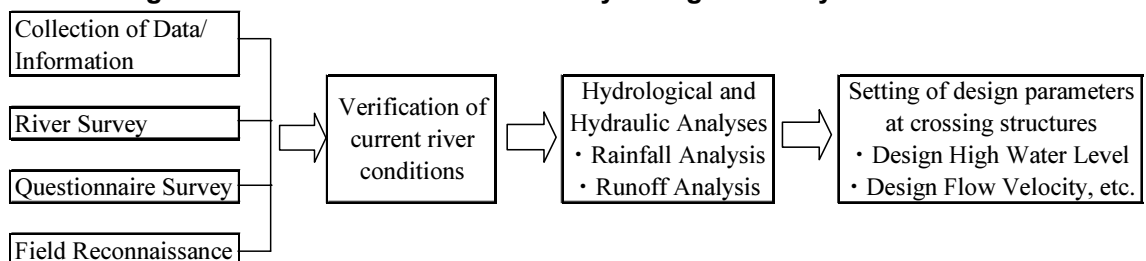 Collection of Data/
Information
River Survey
Questionnaire Survey
Field Reconnaissance
Verification of
current river
conditions
Hydrological and
Hydraulic Analyses
・Rainfall Analysis
・Runoff Analysis
Setting of design parameters
at crossing structures
・Design High Water Level
・Design Flow Velocity, etc.